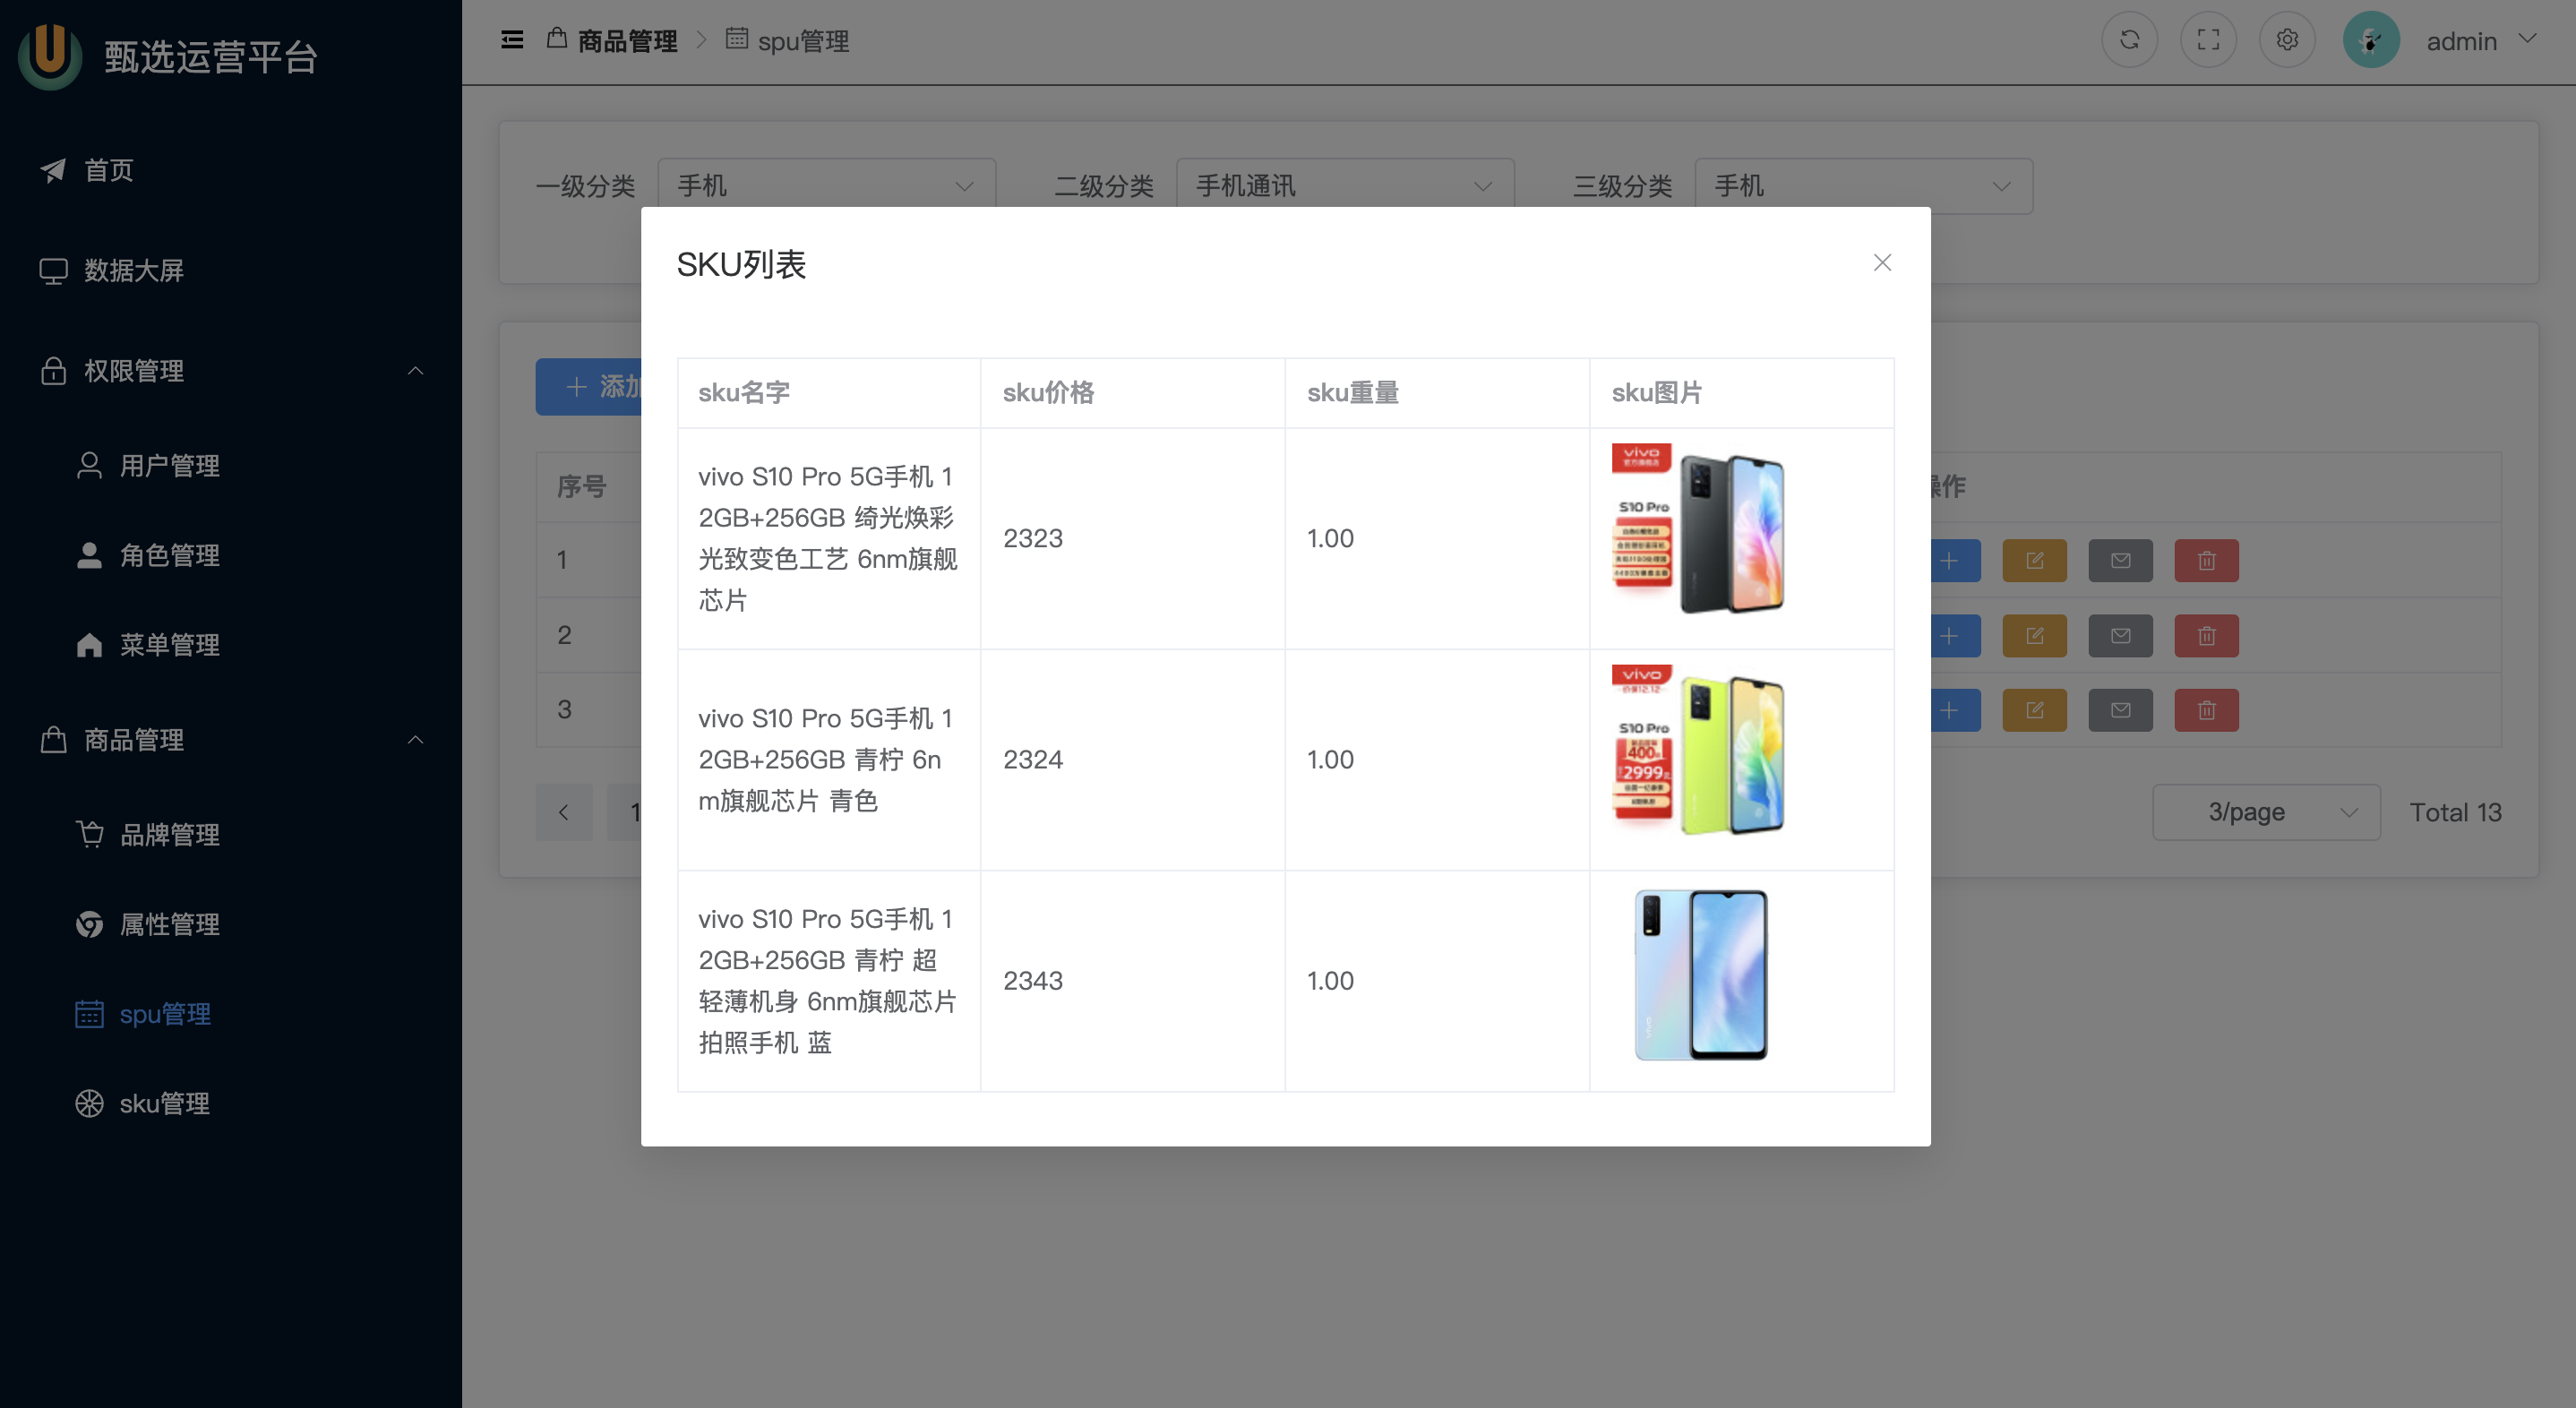 甄选运营平台
首页
数据大屏
权限管理
用户管理
角色管理
菜单管理
商品管理
品牌管理
属性管理
spu管理
sku管理
商品管理
spu管理
admin
一级分类
手机
二级分类
手机通讯
三级分类
手机
添加
序号
操作
1
2
3
1
3/page
Total 13
SKU列表
sku名字
sku价格
sku重量
sku图片
vivo S10 Pro 5G手机 1
2GB+256GB 绮光焕彩
光致变色工艺 6nm旗舰
芯片
2323
1.00
vivo
S10 Pro
vivo S10 Pro 5G手机 1
2GB+256GB 青柠 6n
m旗舰芯片 青色
2324
1.00
vivo
S10 Pro
400
2999
vivo S10 Pro 5G手机 1
2GB+256GB 青柠 超
轻薄机身 6nm旗舰芯片
拍照手机 蓝
2343
1.00
vivo